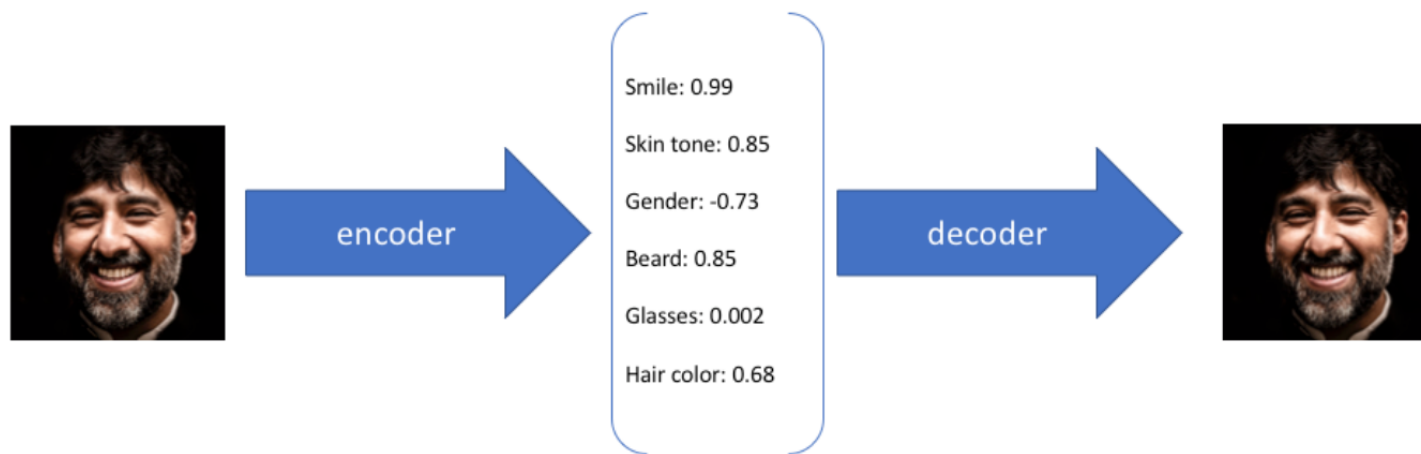 encoder
Smile: 0.99
Skin tone: 0.85
Gender: -0.73
Beard: 0.85
Glasses: 0.002
Hair color: 0.68
decoder